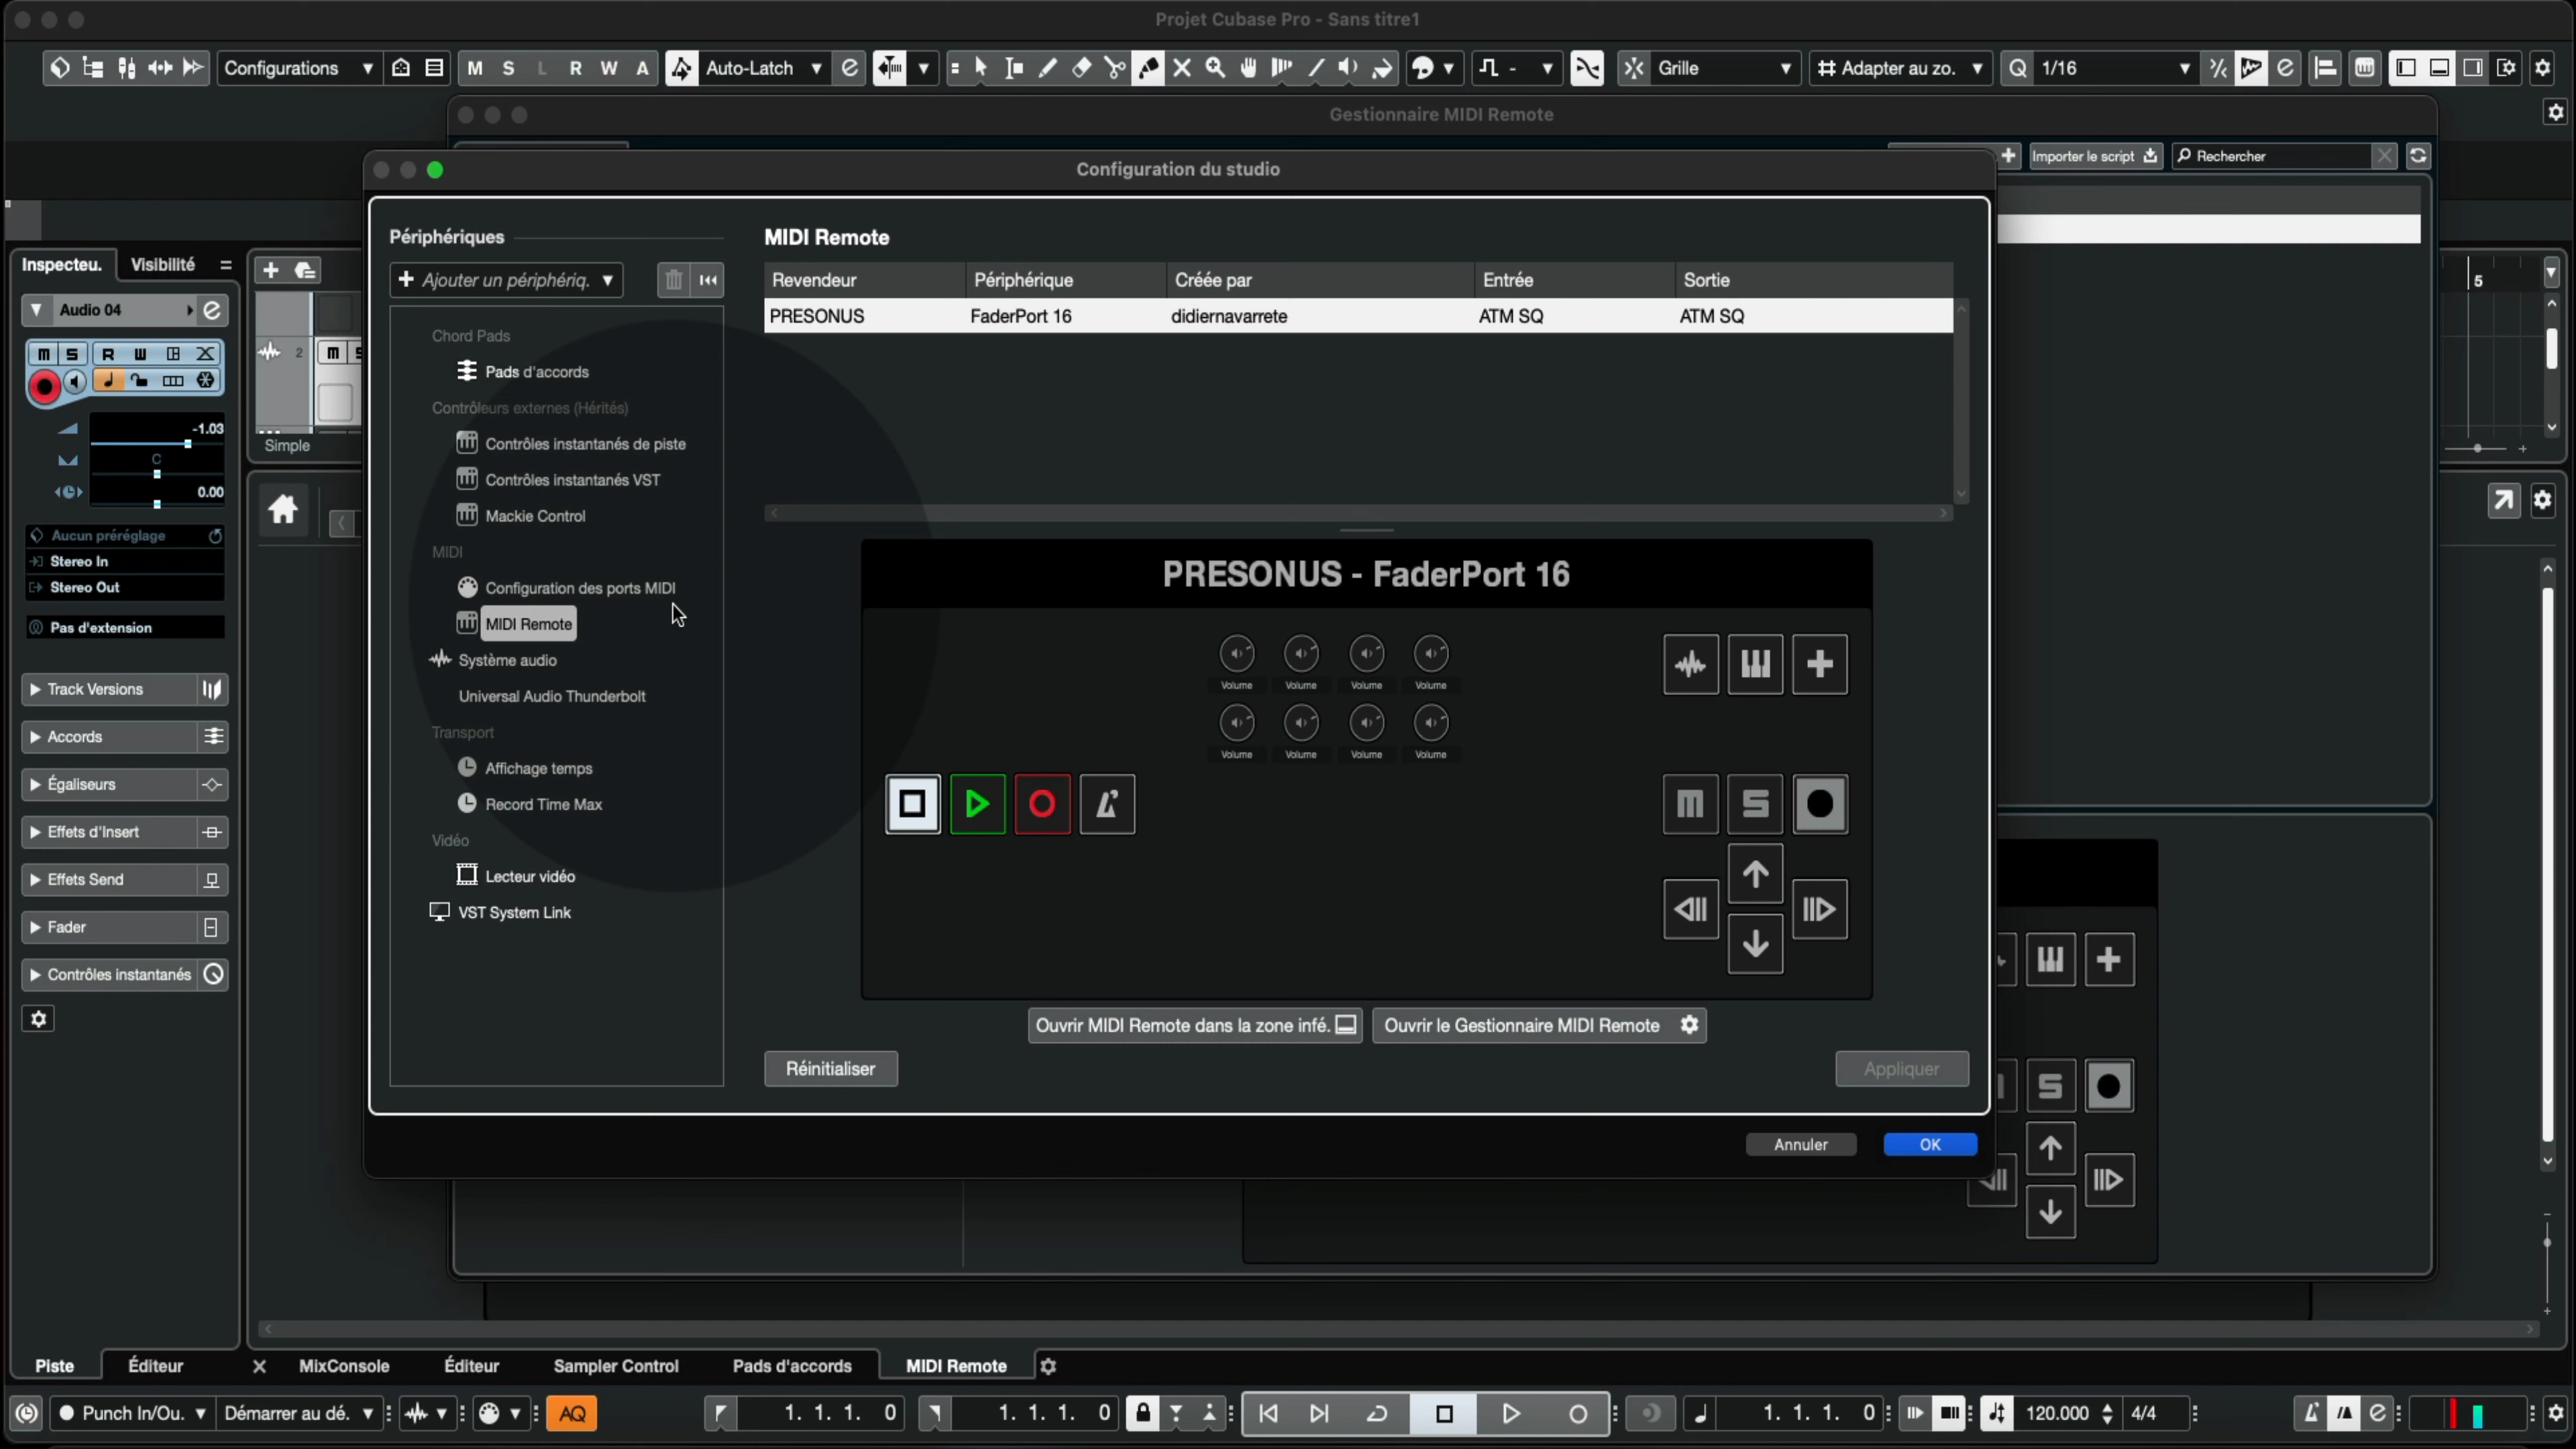 Projet Cubase Pro - Sans titre1
Configurations
M S L R W A
Auto-Latch
Grille
Adapter au zo.
Q 1/16
Gestionnaire MIDI Remote
Importer le script
Rechercher
Configuration du studio
Inspecteu.
Visibilité
Audio 04
M S R W
2 M S
-1.03
C
0.00
Simple
Aucun préréglage
Stereo In
Stereo Out
Pas d'extension
Track Versions
Accords
Égaliseurs
Effets d'Insert
Effets Send
Fader
Contrôles instantanés
Périphériques
Ajouter un périphériq.
Chord Pads
Pads d'accords
Contrôleurs externes (Hérités)
Contrôles instantanés de piste
Contrôles instantanés VST
Mackie Control
MIDI
Configuration des ports MIDI
MIDI Remote
Système audio
Universal Audio Thunderbolt
Transport
Affichage temps
Record Time Max
Vidéo
Lecteur vidéo
VST System Link
MIDI Remote
Revendeur Périphérique Créée par Entrée Sortie
PRESONUS FaderPort 16 didiernavarrete ATM SQ ATM SQ
PRESONUS - FaderPort 16
Volume Volume Volume Volume
Volume Volume Volume Volume
M S
Ouvrir MIDI Remote dans la zone infé.
Ouvrir le Gestionnaire MIDI Remote
Réinitialiser
Appliquer
Annuler
OK
5
S
Piste
Éditeur
MixConsole
Éditeur
Sampler Control
Pads d'accords
MIDI Remote
Punch In/Ou.
Démarrer au dé.
AQ
1. 1. 1. 0
1. 1. 1. 0
1. 1. 1. 0
120.000
4/4